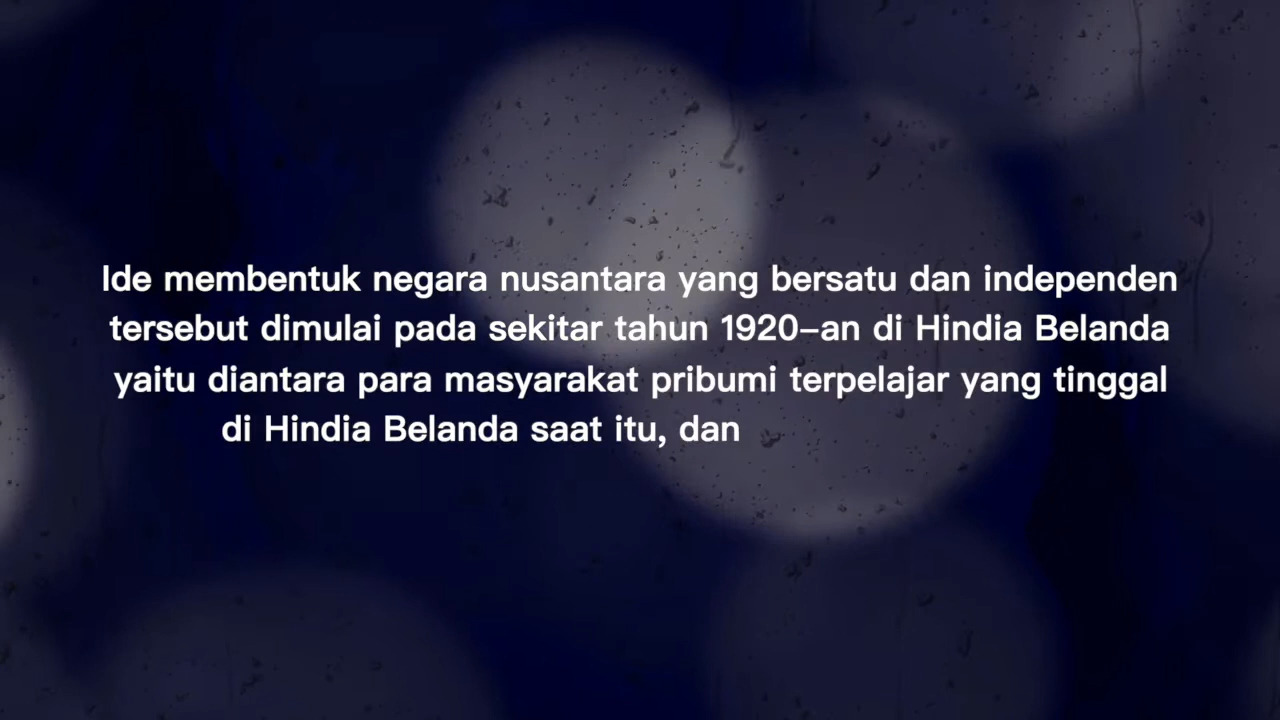 Ide membentuk negara nusantara yang bersatu dan independen
tersebut dimulai pada sekitar tahun 1920-an di Hindia Belanda
yaitu diantara para masyarakat pribumi terpelajar yang tinggal
di Hindia Belanda saat itu, dan